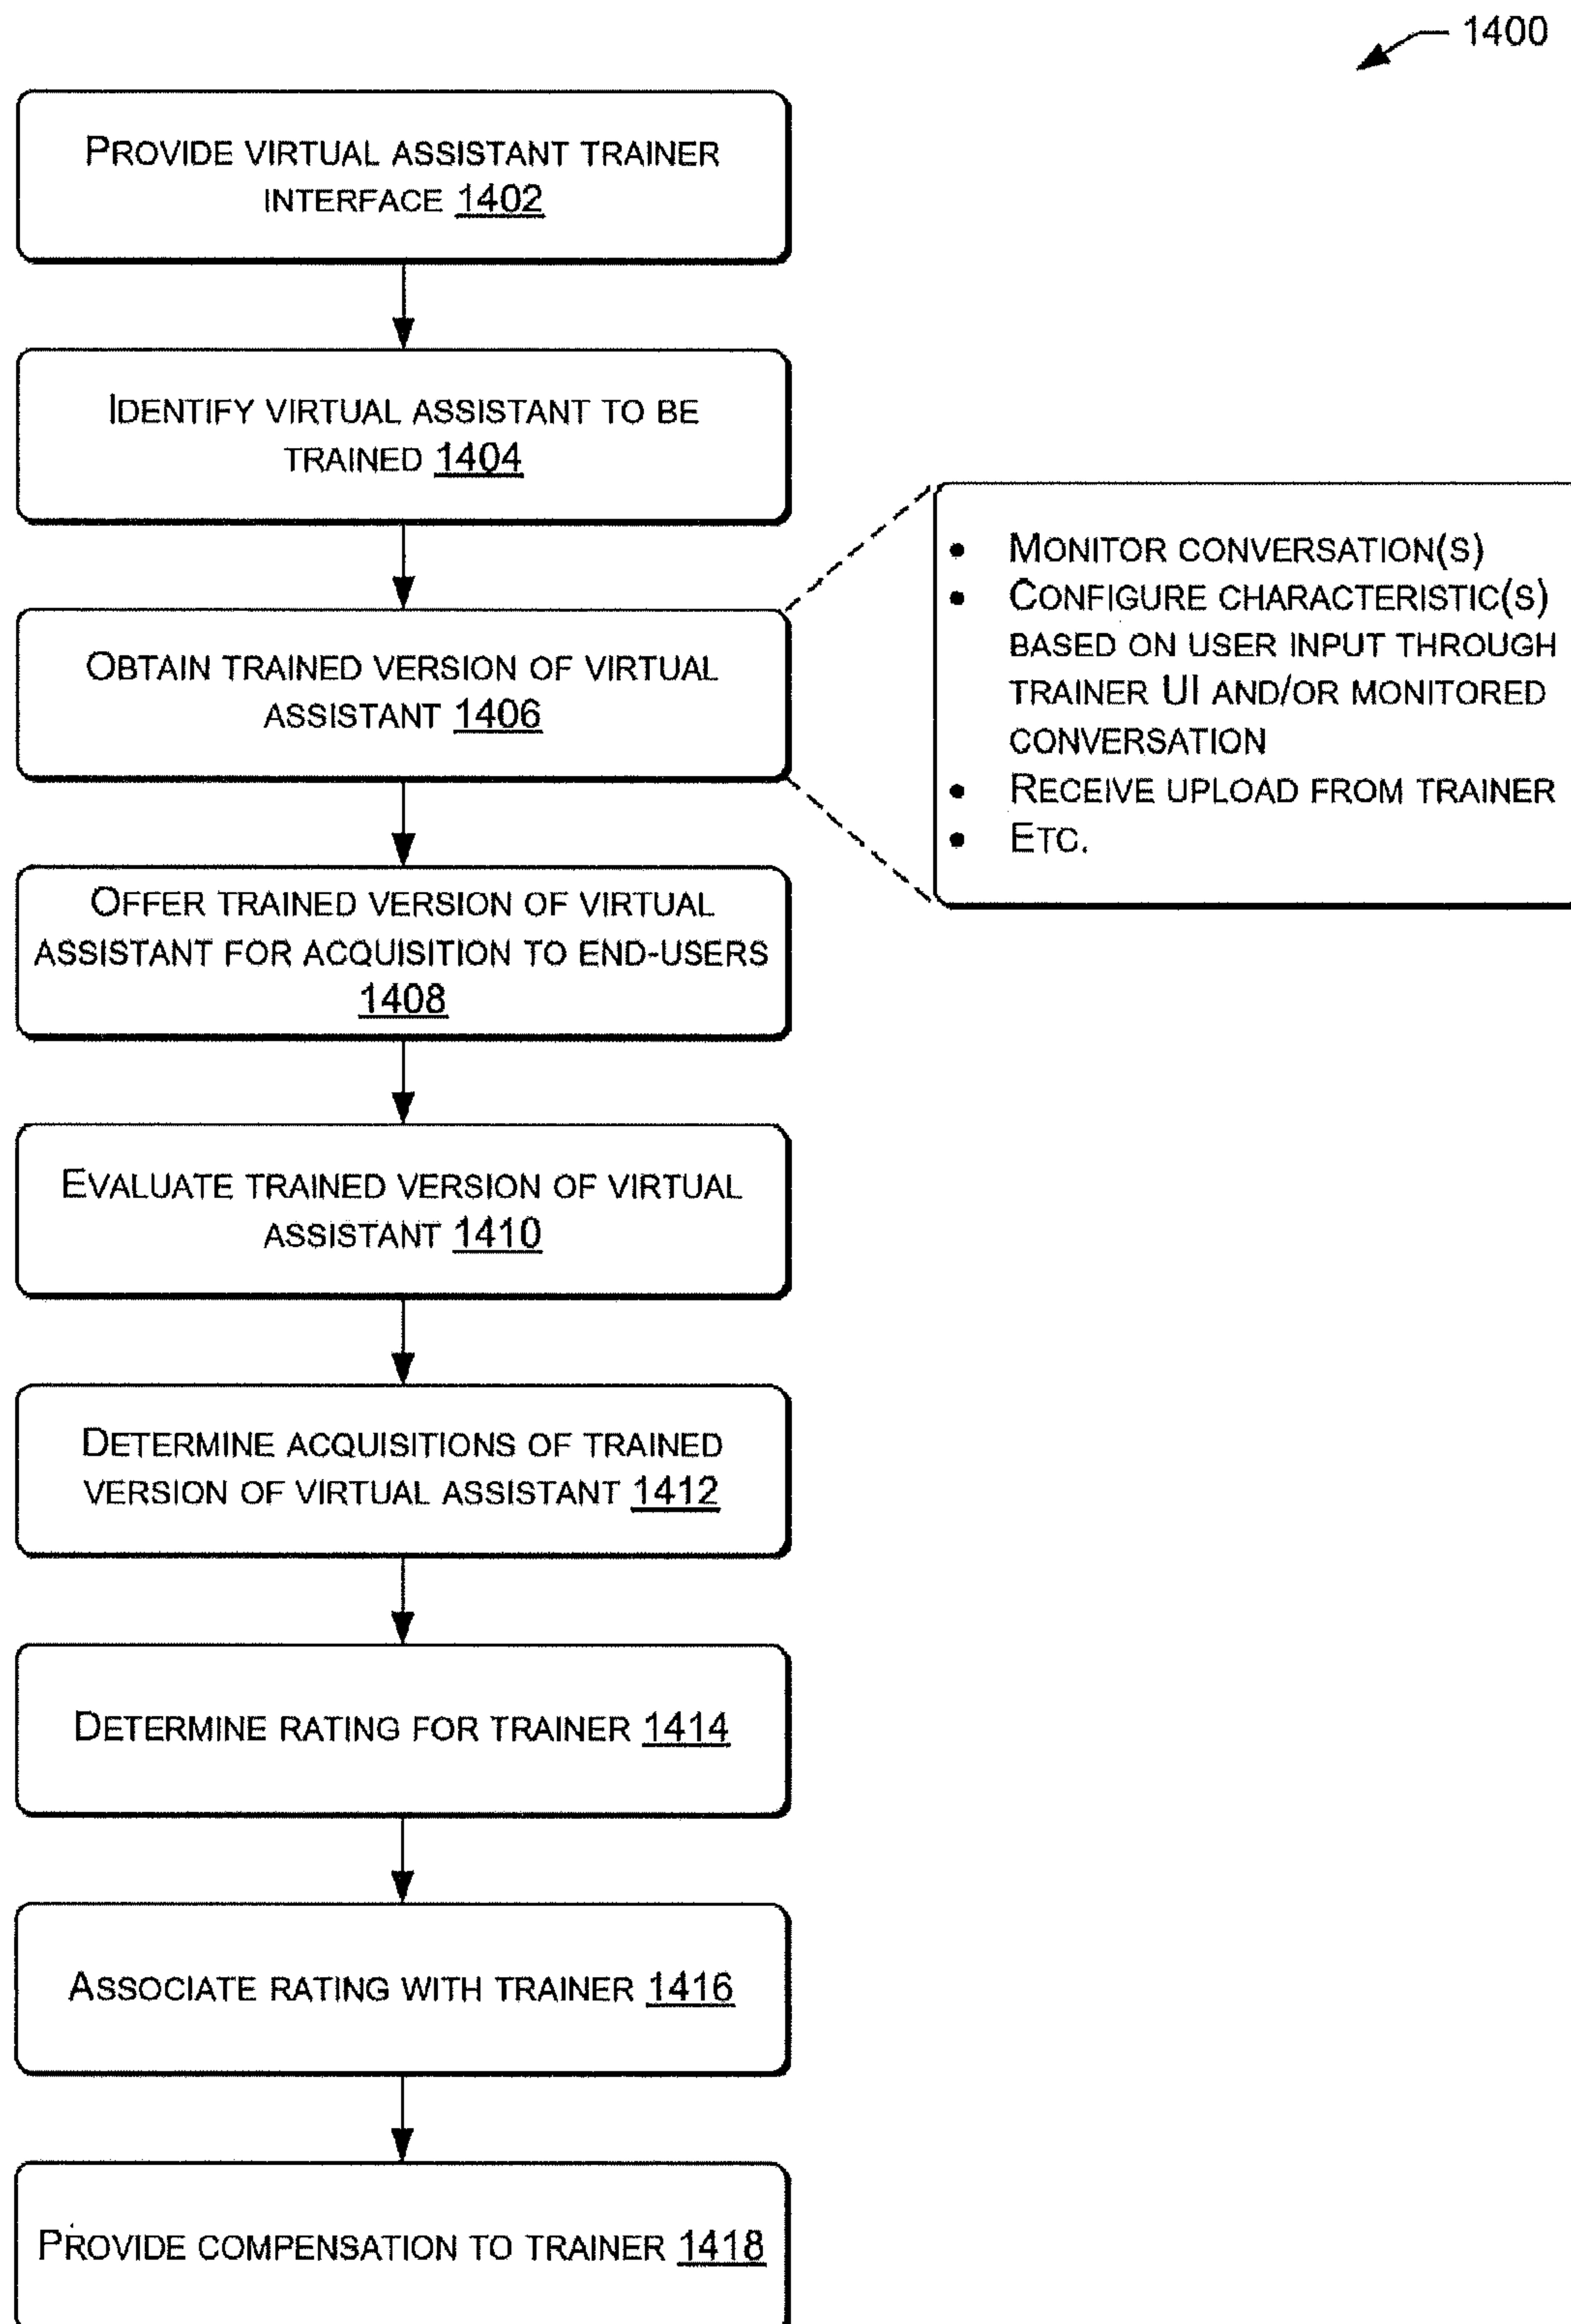 1400
PROVIDE VIRTUAL ASSISTANT TRAINER
INTERFACE 1402
IDENTIFY VIRTUAL ASSISTANT TO BE
TRAINED 1404
OBTAIN TRAINED VERSION OF VIRTUAL
ASSISTANT 1406
• MONITOR CONVERSATION(S)
• CONFIGURE CHARACTERISTIC(S)
BASED ON USER INPUT THROUGH
TRAINER UI AND/OR MONITORED
CONVERSATION
• RECEIVE UPLOAD FROM TRAINER
• ETC.
OFFER TRAINED VERSION OF VIRTUAL
ASSISTANT FOR ACQUISITION TO END-USERS
1408
EVALUATE TRAINED VERSION OF VIRTUAL
ASSISTANT 1410
DETERMINE ACQUISITIONS OF TRAINED
VERSION OF VIRTUAL ASSISTANT 1412
DETERMINE RATING FOR TRAINER 1414
ASSOCIATE RATING WITH TRAINER 1416
PROVIDE COMPENSATION TO TRAINER 1418